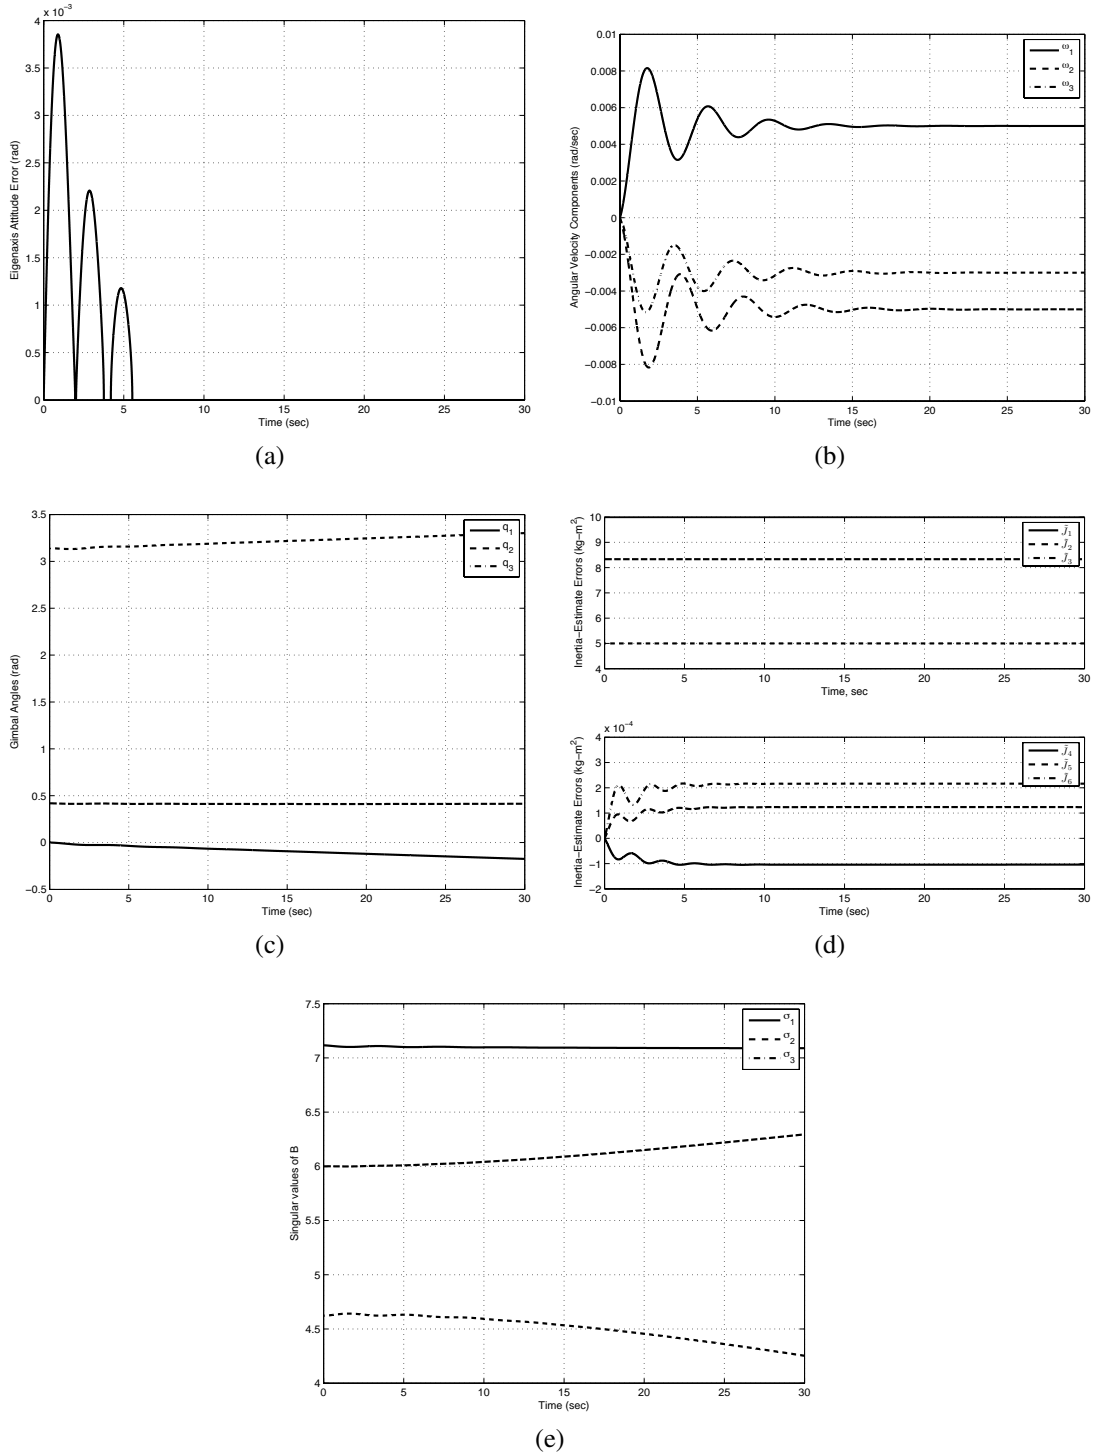 x 10⁻³
4
3.5
3
2.5
2
1.5
1
0.5
0
0 5 10 15 20 25 30
Eigenaxis Attitude Error (rad)
Time (sec)
(a)
0.01
0.008
0.006
0.004
0.002
0
−0.002
−0.004
−0.006
−0.008
−0.01
0 5 10 15 20 25 30
Angular Velocity Components (rad/sec)
Time (sec)
ω₁
ω₂
ω₃
(b)
3.5
3
2.5
2
1.5
1
0.5
0
−0.5
0 5 10 15 20 25 30
Gimbal Angles (rad)
Time (sec)
q₁
q₂
q₃
(c)
10
9
8
7
6
5
4
0 5 10 15 20 25 30
Inertia−Estimate Errors (kg−m²)
Time, sec
J̃₁
J̃₂
J̃₃
x 10⁻⁴
4
3
2
1
0
−1
−2
0 5 10 15 20 25 30
Inertia−Estimate Errors (kg−m²)
Time (sec)
J̃₄
J̃₅
J̃₆
(d)
7.5
7
6.5
6
5.5
5
4.5
4
0 5 10 15 20 25 30
Singular values of B
Time (sec)
σ₁
σ₂
σ₃
(e)